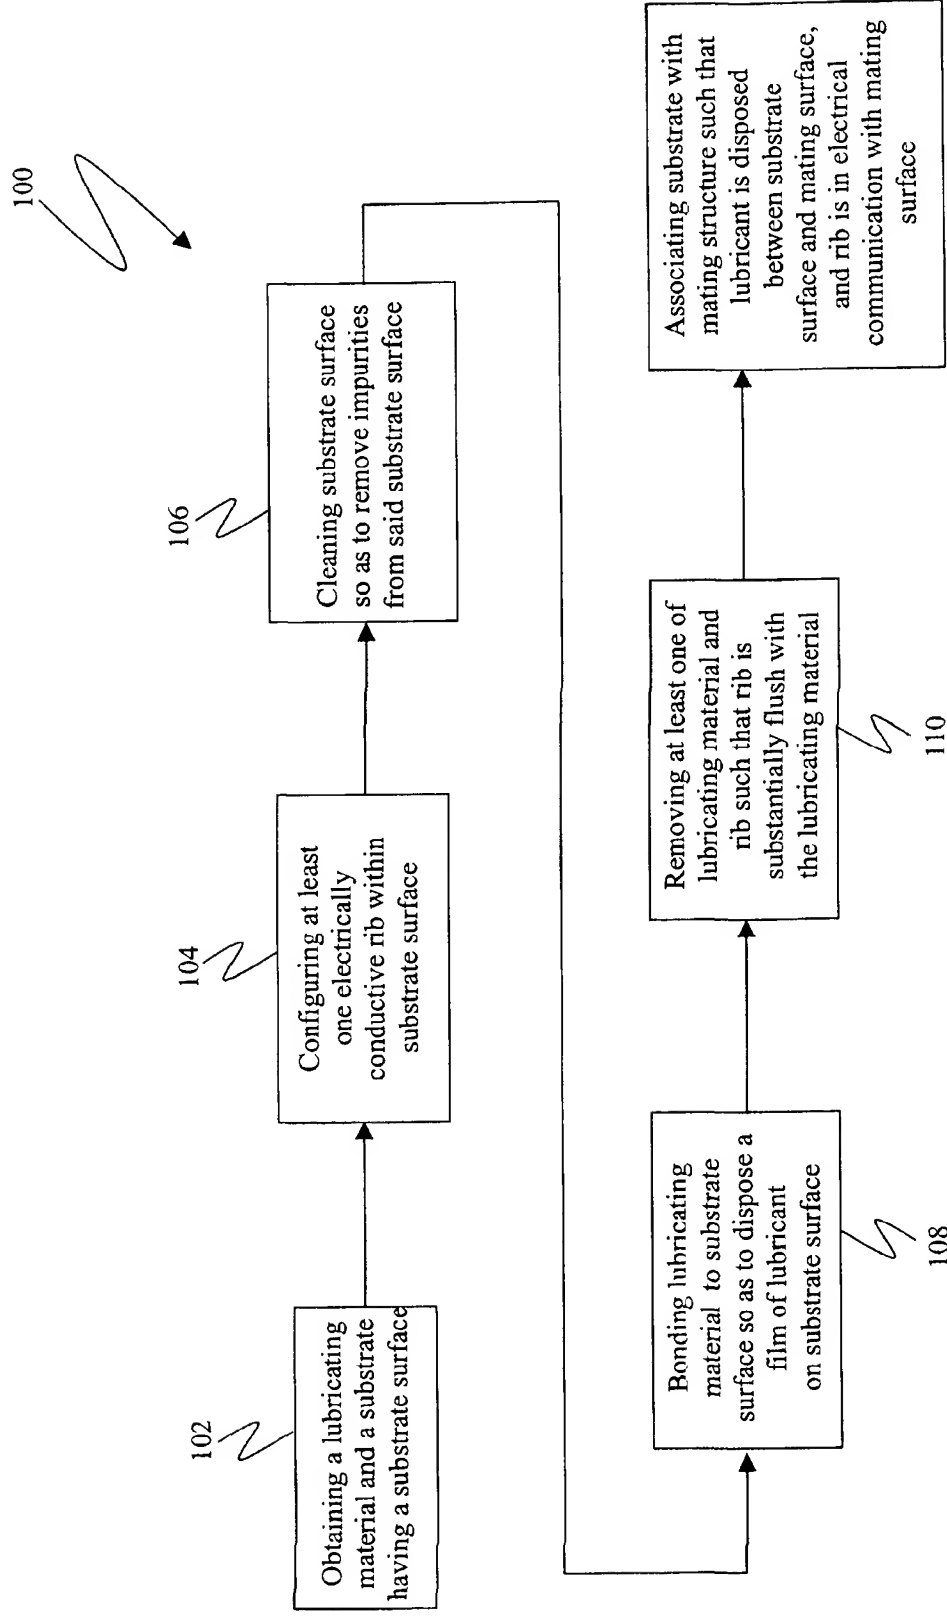 100
102
Obtaining a lubricating
material and a substrate
having a substrate surface
104
Configuring at least
one electrically
conductive rib within
substrate surface
106
Cleaning substrate surface
so as to remove impurities
from said substrate surface
Bonding lubricating
material to substrate
surface so as to dispose a
film of lubricant
on substrate surface
108
Removing at least one of
lubricating material and
rib such that rib is
substantially flush with
the lubricating material
110
Associating substrate with
mating structure such that
lubricant is disposed
between substrate
surface and mating surface,
and rib is in electrical
communication with mating
surface